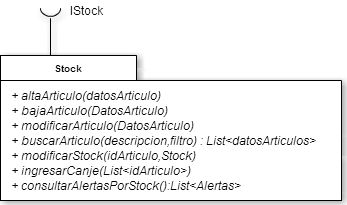 IStock
Stock
+ altaArticulo(datosArticulo)
+ bajaArticulo(DatosArticulo)
+ modificarArticulo(DatosArticulo)
+ buscarArticulo(descripcion,filtro) : List<datosArticulos>
+ modificarStock(idArticulo,Stock)
+ ingresarCanje(List<idArticulo>)
+ consultarAlertasPorStock():List<Alertas>